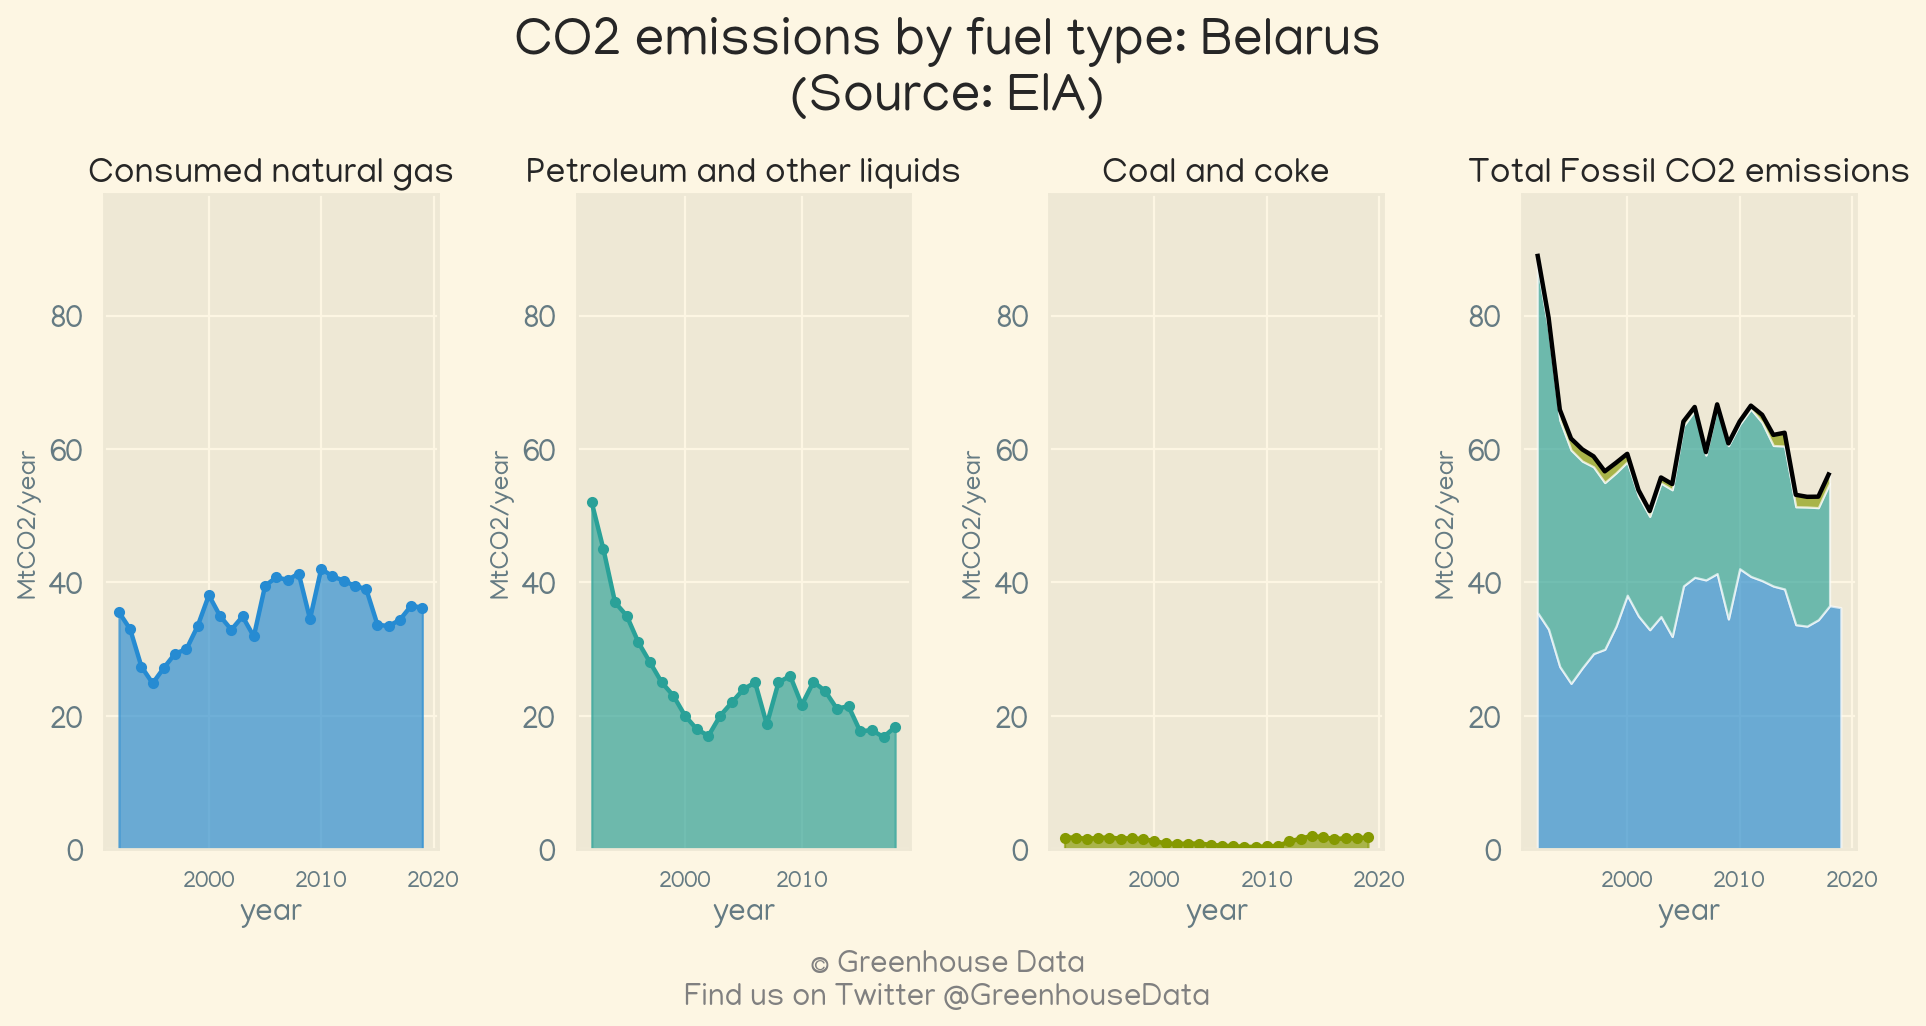 CO2 emissions by fuel type: Belarus
(Source: EIA)
Consumed natural gas
Petroleum and other liquids
Coal and coke
Total Fossil CO2 emissions
MtCO2/year
80
60
40
20
0
2000 2010 2020
year
MtCO2/year
80
60
40
20
0
2000 2010
year
MtCO2/year
80
60
40
20
0
2000 2010 2020
year
MtCO2/year
80
60
40
20
0
2000 2010 2020
year
© Greenhouse Data
Find us on Twitter @GreenhouseData